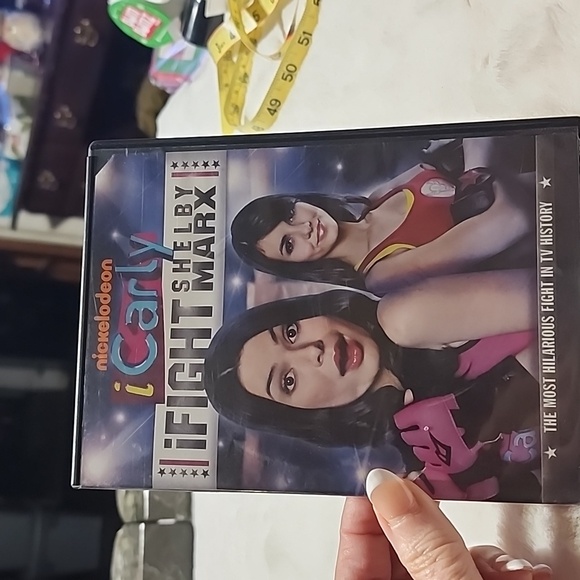 nickelodeon
iCarly
iFIGHT
SHELBY
MARX
★ THE MOST HILARIOUS FIGHT IN TV HISTORY ★
49 50 51